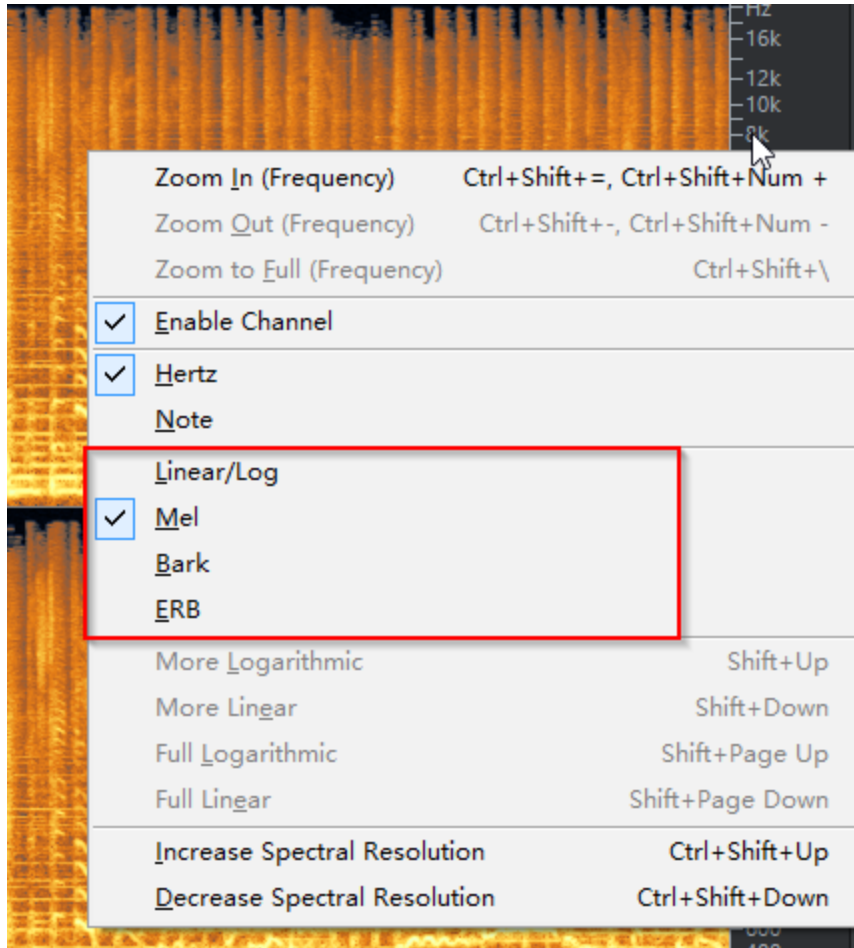 Hz
16k
12k
10k
8k
Zoom In (Frequency) Ctrl+Shift+=, Ctrl+Shift+Num +
Zoom Out (Frequency) Ctrl+Shift+-, Ctrl+Shift+Num -
Zoom to Full (Frequency) Ctrl+Shift+\
Enable Channel
Hertz
Note
Linear/Log
Mel
Bark
ERB
More Logarithmic Shift+Up
More Linear Shift+Down
Full Logarithmic Shift+Page Up
Full Linear Shift+Page Down
Increase Spectral Resolution Ctrl+Shift+Up
Decrease Spectral Resolution Ctrl+Shift+Down